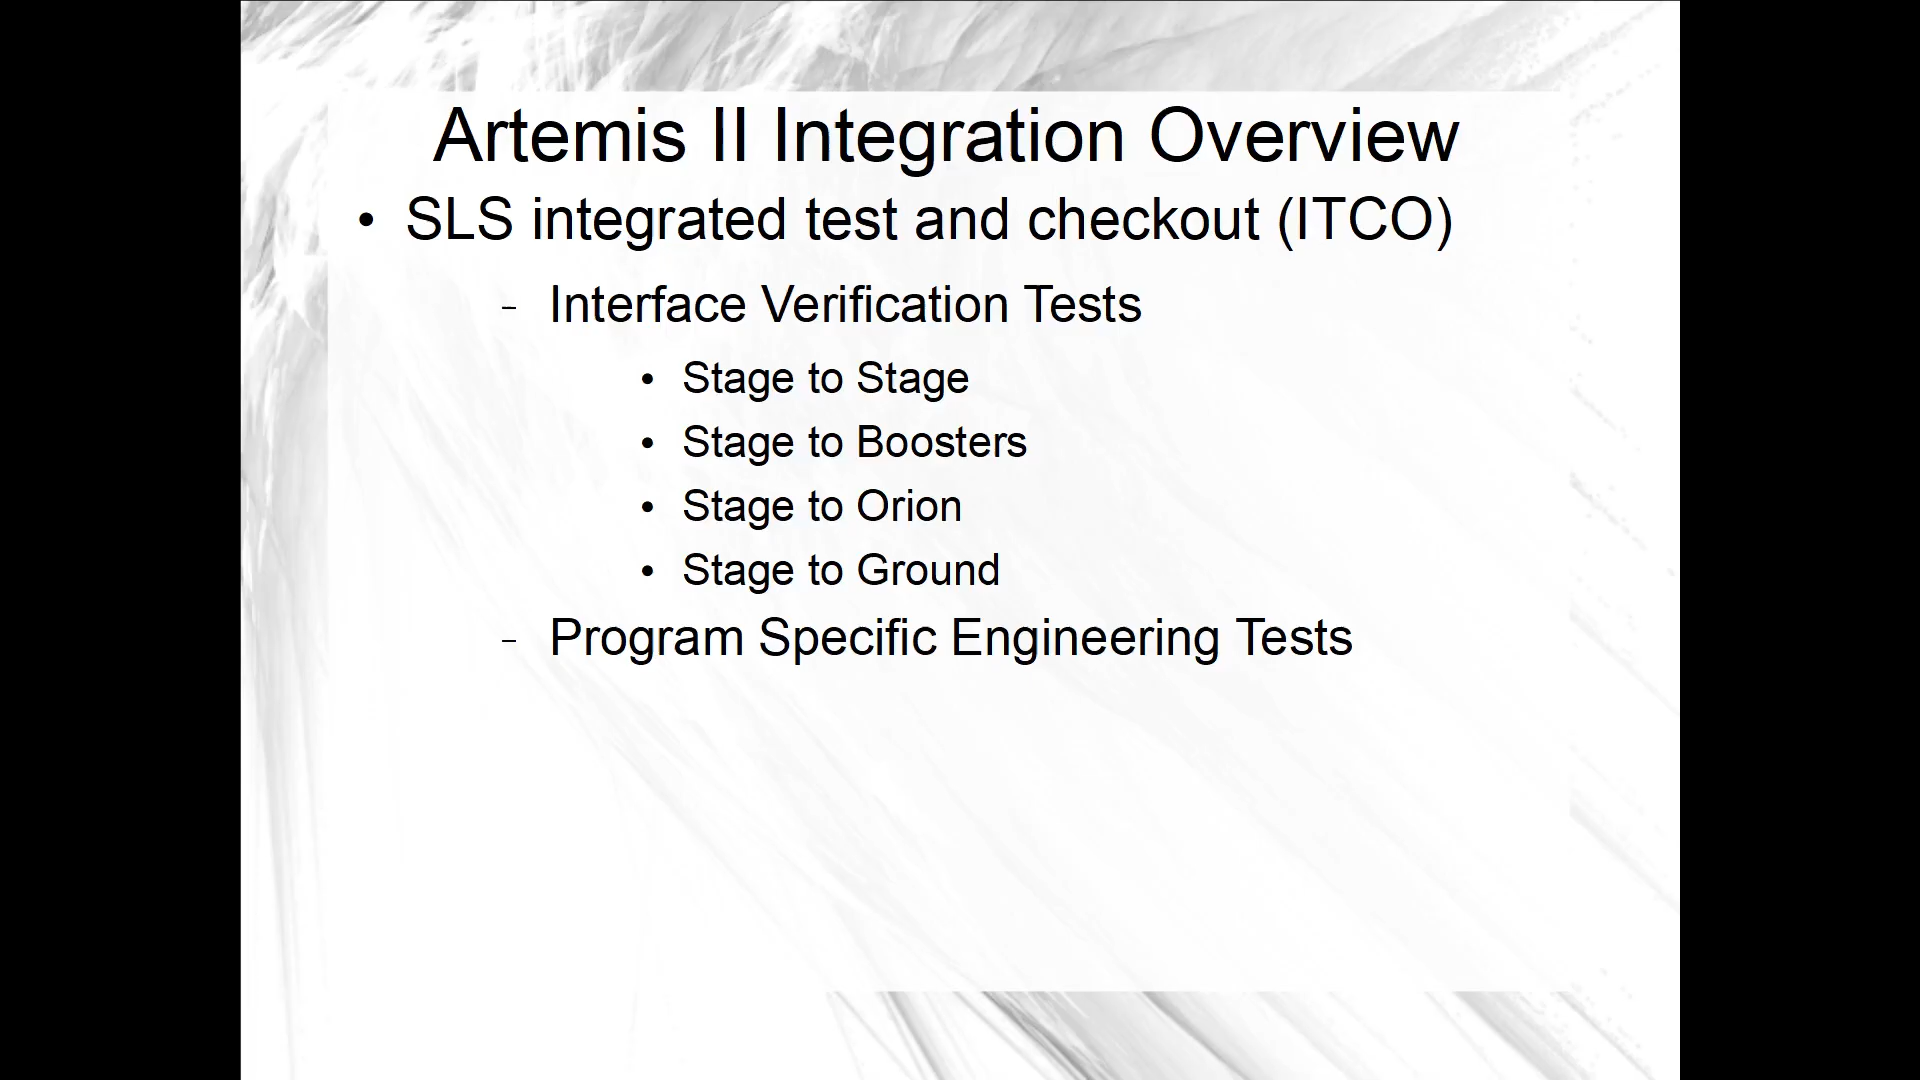 Artemis II Integration Overview
• SLS integrated test and checkout (ITCO)
– Interface Verification Tests
• Stage to Stage
• Stage to Boosters
• Stage to Orion
• Stage to Ground
– Program Specific Engineering Tests